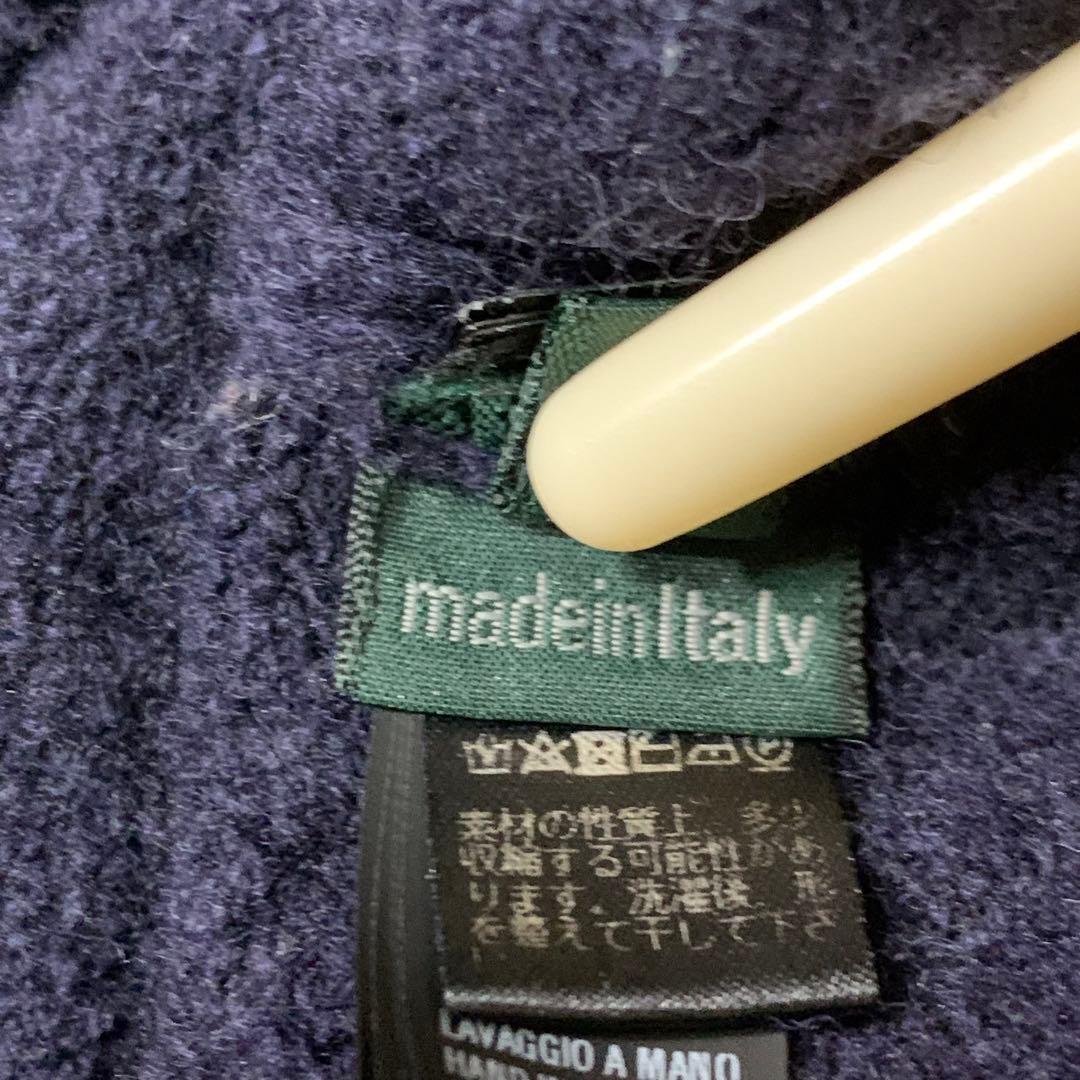 madeinItaly
素材の性質上、多少
収縮する可能性があ
ります。洗濯後、形
を整えて干して下さ
LAVAGGIO A MANO
HAND